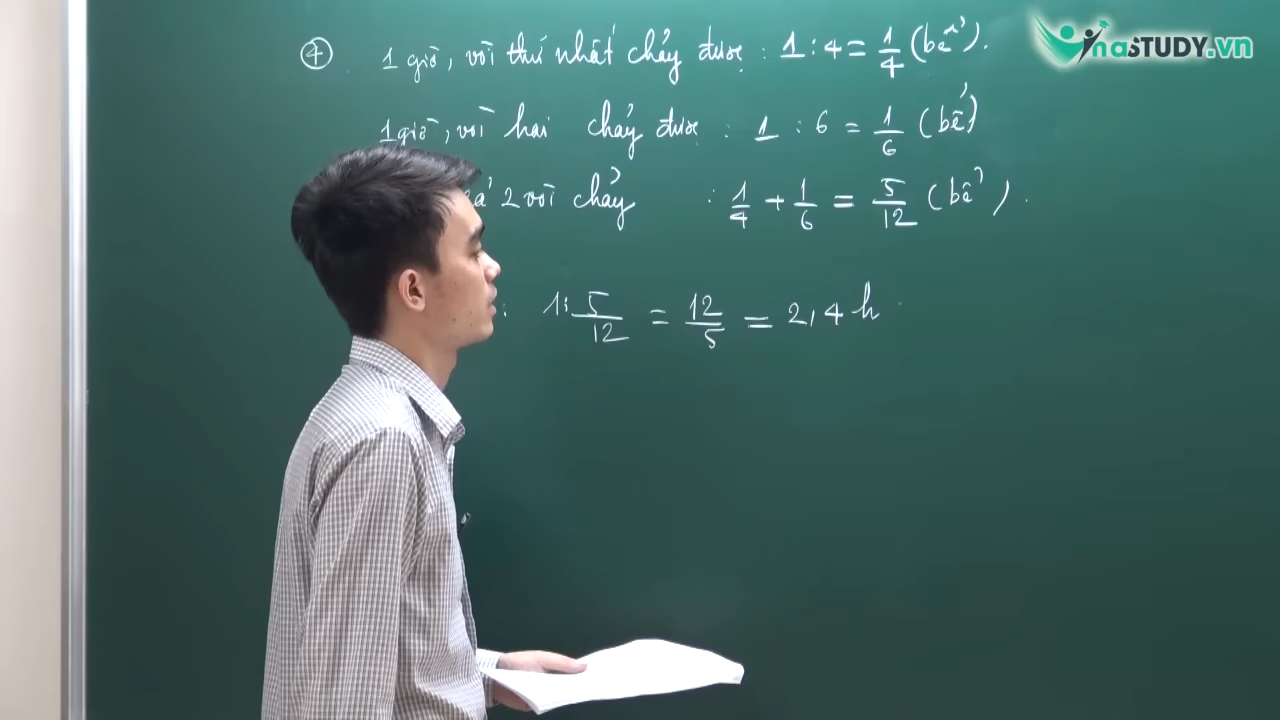 VinaSTUDY.vn
④ 1 giờ, vòi thứ nhất chảy được : 1 : 4 = 1/4 (bể).
1 giờ, vòi hai chảy được : 1 : 6 = 1/6 (bể)
cả 2 vòi chảy : 1/4 + 1/6 = 5/12 (bể).
: 1 : 5/12 = 12/5 = 2,4 h